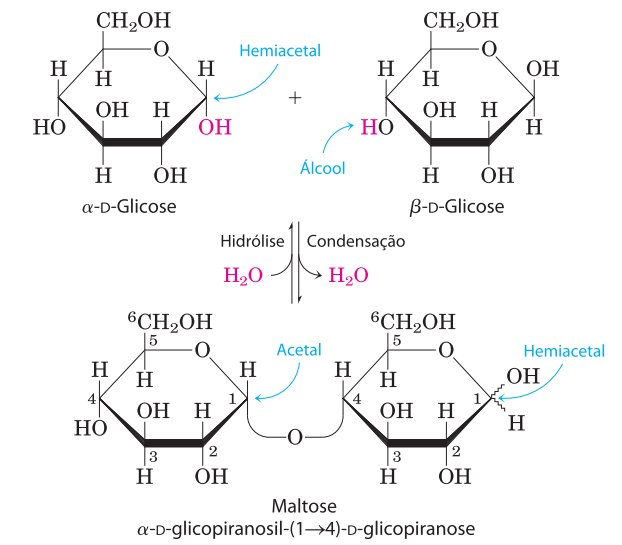 CH₂OH CH₂OH
O Hemiacetal O
H H H H OH
H H
OH H + OH H
HO OH HO H
H OH Álcool H OH
α-D-Glicose β-D-Glicose
Hidrólise Condensação
H₂O H₂O
⁶CH₂OH ⁶CH₂OH
5 O Acetal 5 O Hemiacetal
H H H OH
4 H 1 4 H 1
OH H OH H H
HO O
3 2 3 2
H OH H OH
Maltose
α-D-glicopiranosil-(1→4)-D-glicopiranose